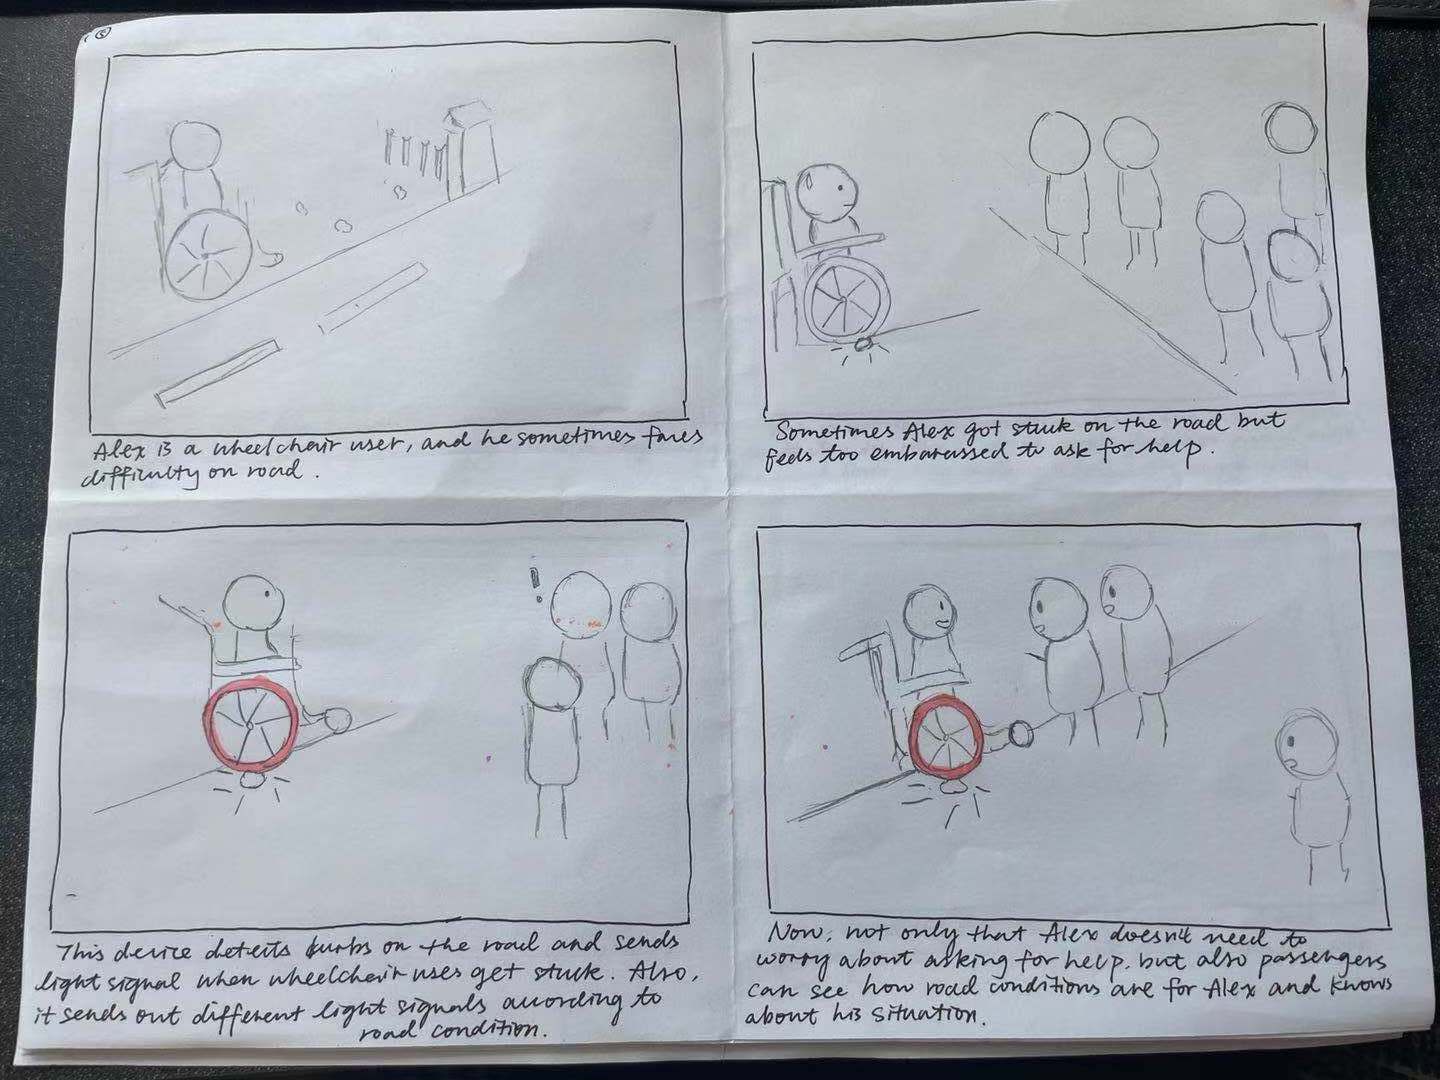 (8)
Alex is a wheelchair user, and he sometimes faces
difficulty on road.
Sometimes Alex got stuck on the road but
feels too embarassed to ask for help.
!
This device detects kurbs on the road and sends
light signal when wheelchair uses get stuck. Also,
it sends out different light signals according to
road condition.
Now, not only that Alex doesn't need to
worry about asking for help, but also passengers
can see how road conditions are for Alex and knows
about his situation.